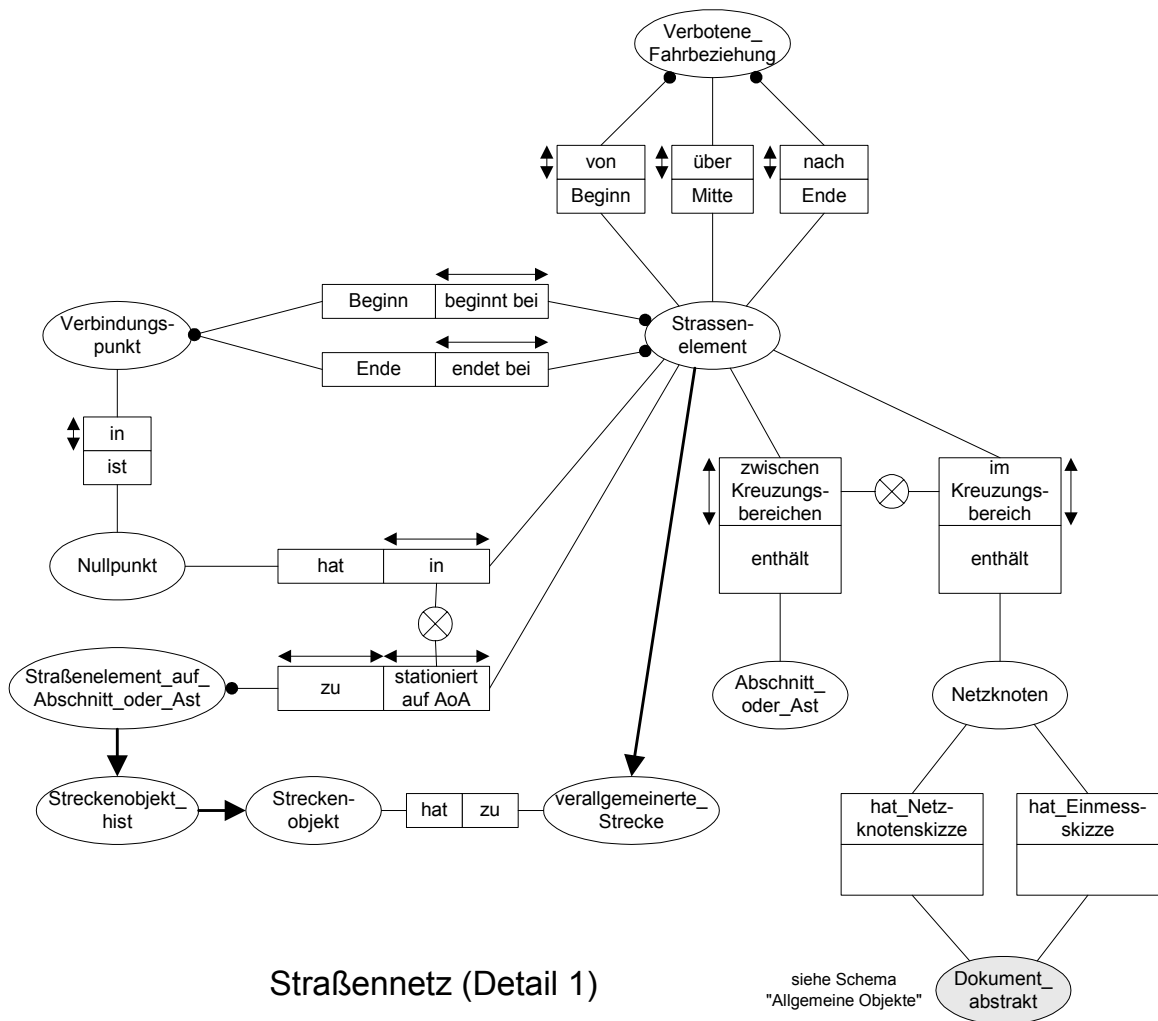 Verbotene_
Fahrbeziehung
von
Beginn
über
Mitte
nach
Ende
Beginn
beginnt bei
Ende
endet bei
Verbindungs-
punkt
Strassen-
element
in
ist
zwischen
Kreuzungs-
bereichen
enthält
im
Kreuzungs-
bereich
enthält
Nullpunkt
hat
in
Straßenelement_auf_
Abschnitt_oder_Ast
zu
stationiert
auf AoA
Abschnitt_
oder_Ast
Netzknoten
Streckenobjekt_
hist
Strecken-
objekt
hat
zu
verallgemeinerte_
Strecke
hat_Netz-
knotenskizze
hat_Einmess-
skizze
Straßennetz (Detail 1)
siehe Schema
"Allgemeine Objekte"
Dokument_
abstrakt